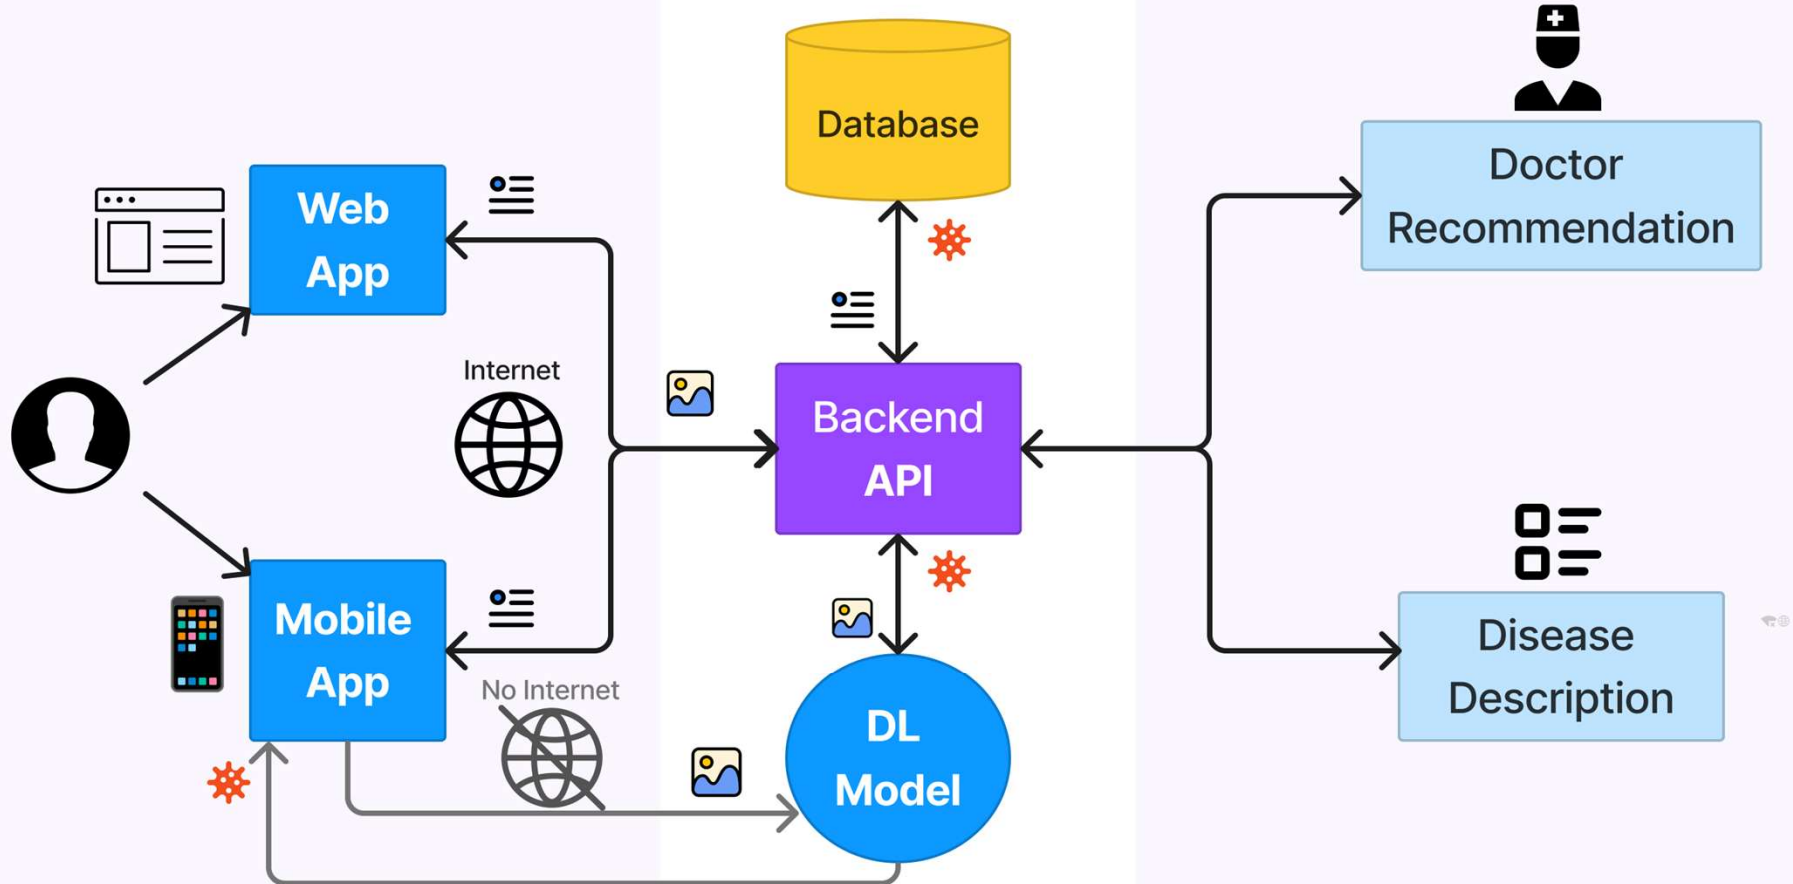 Database
Doctor
Recommendation
Web
App
Internet
Backend
API
Mobile
App
No Internet
DL
Model
Disease
Description